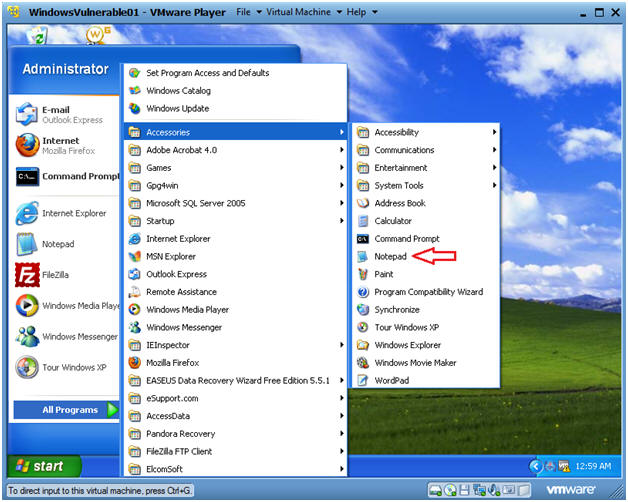 WindowsVulnerable01 - VMware Player File Virtual Machine Help
Administrator
E-mail
Outlook Express
Internet
Mozilla Firefox
Command Prompt
Internet Explorer
Notepad
FileZilla
Windows Media Playe
Windows Messenger
Tour Windows XP
All Programs
Set Program Access and Defaults
Windows Catalog
Windows Update
Accessories
Adobe Acrobat 4.0
Games
Gpg4win
Microsoft SQL Server 2005
Startup
Internet Explorer
MSN Explorer
Outlook Express
Remote Assistance
Windows Media Player
Windows Messenger
IEInspector
Mozilla Firefox
EASEUS Data Recovery Wizard Free Edition 5.5.1
eSupport.com
AccessData
Pandora Recovery
FileZilla FTP Client
ElcomSoft
Accessibility
Communications
Entertainment
System Tools
Address Book
Calculator
Command Prompt
Notepad
Paint
Program Compatibility Wizard
Synchronize
Tour Windows XP
Windows Explorer
Windows Movie Maker
WordPad
start
12:59 AM
To direct input to this virtual machine, press Ctrl+G.
vmware